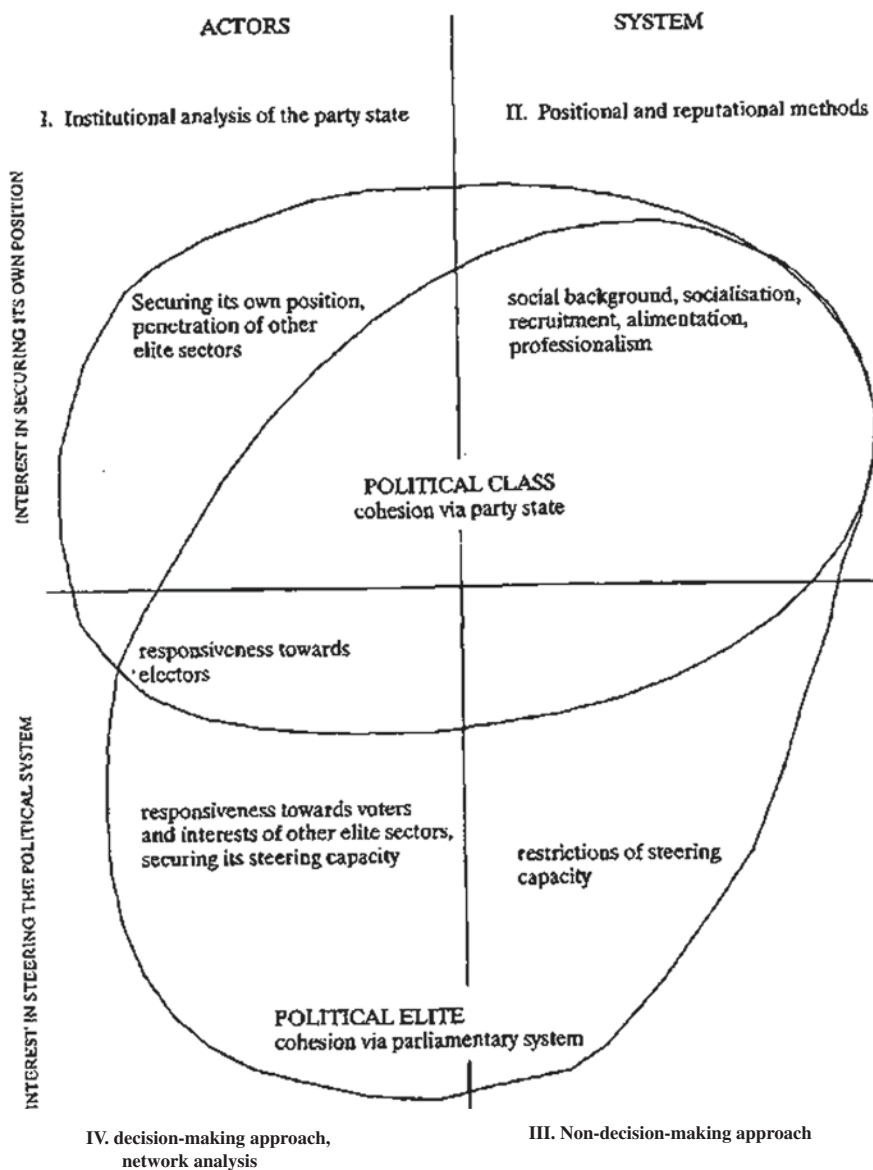 ACTORS
SYSTEM
I. Institutional analysis of the party state
II. Positional and reputational methods
INTEREST IN SECURING ITS OWN POSITION
Securing its own position,
penetration of other
elite sectors
social background, socialisation,
recruitment, alimentation,
professionalism
POLITICAL CLASS
cohesion via party state
responsiveness towards
electors
INTEREST IN STEERING THE POLITICAL SYSTEM
responsiveness towards voters
and interests of other elite sectors,
securing its steering capacity
restrictions of steering
capacity
POLITICAL ELITE
cohesion via parliamentary system
IV. decision-making approach,
network analysis
III. Non-decision-making approach